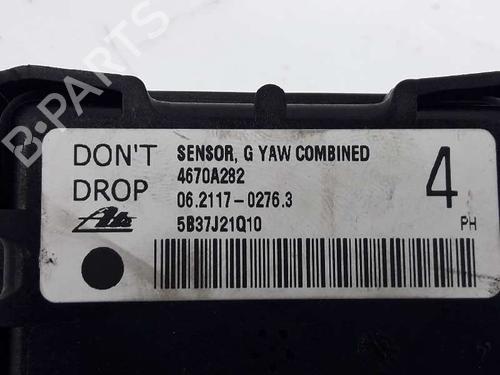 DON'T
DROP
Ate
SENSOR, G YAW COMBINED
4670A282
06.2117-0276.3
5B37J21Q10
4
PH
B-PARTS